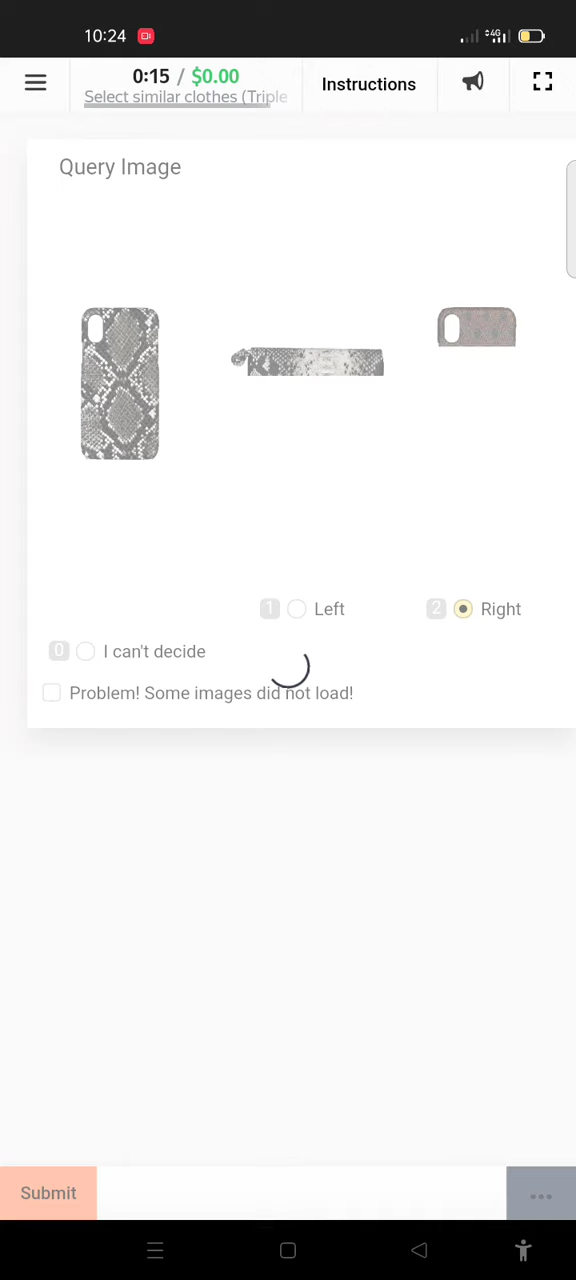 10:24 4G
0:15 / $0.00
Select similar clothes (Triple
Instructions
Query Image
1 Left
2 Right
0 I can't decide
Problem! Some images did not load!
Submit